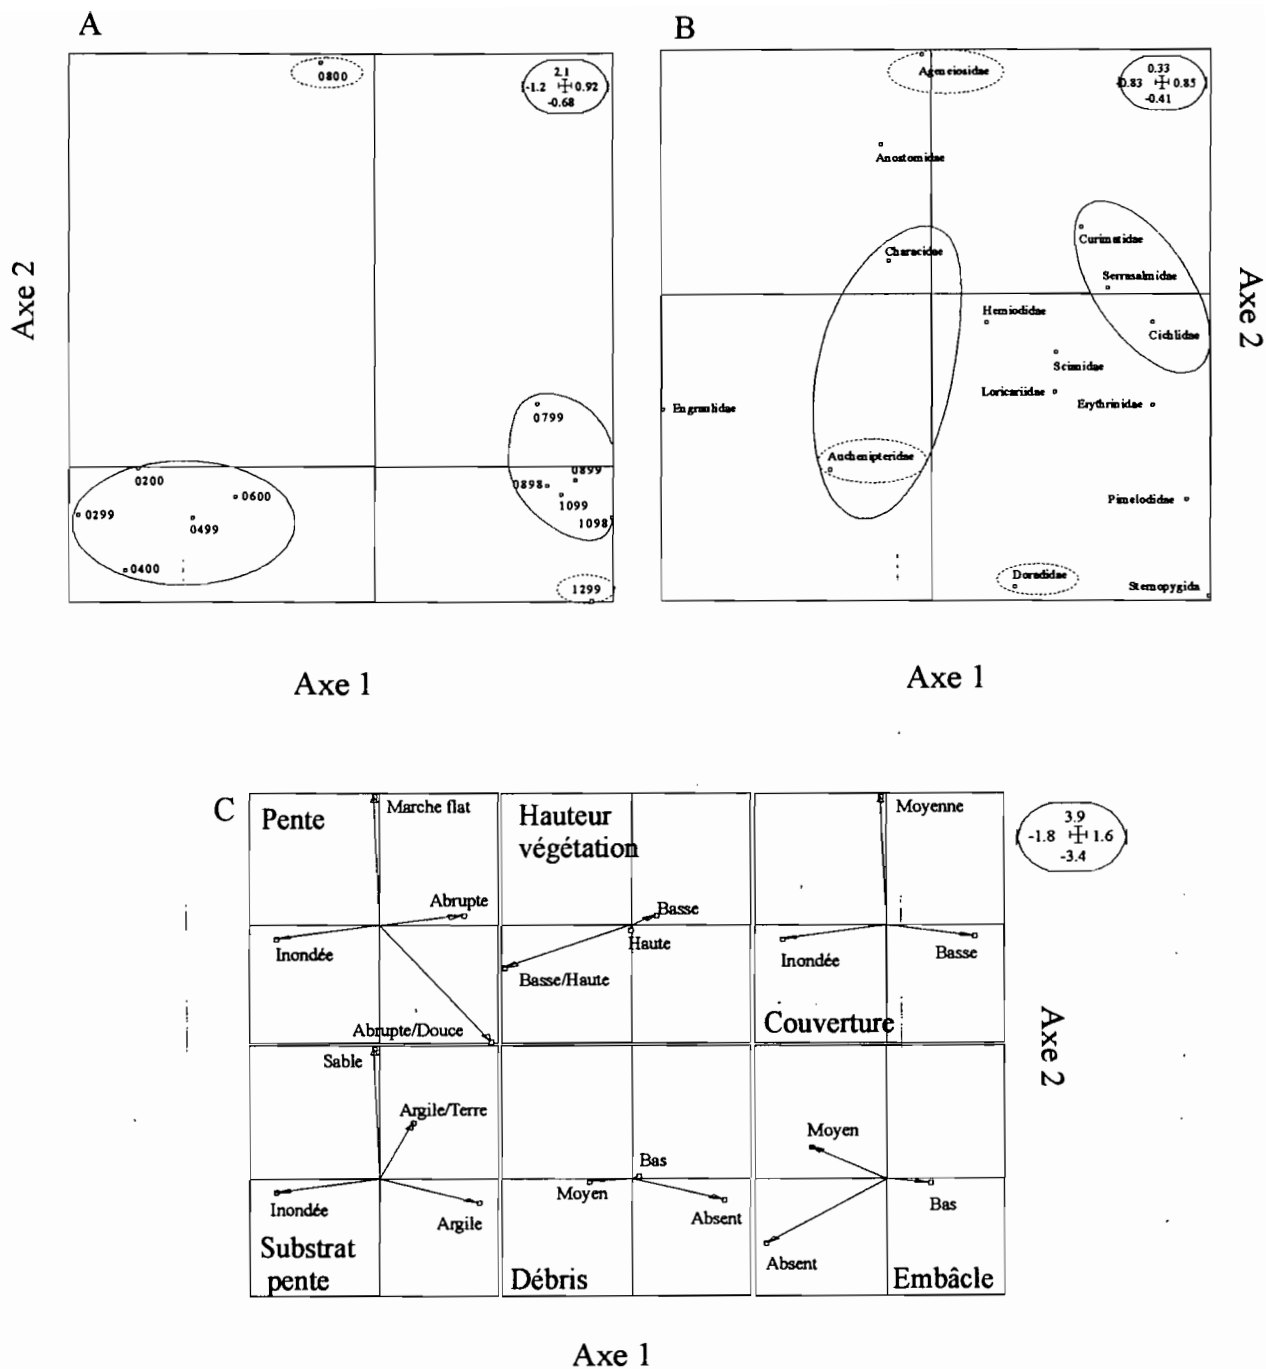 A
0800
2.1
-1.2 0.92
-0.68
Axe 2
0799
0200
0600
0299
0499
0400
0899
0898
1099
1098
1299
Axe 1
B
Ageneiosidae
0.33
-0.83 0.85
-0.41
Anostomidae
Characidae
Curimatidae
Serrasalmidae
Hemiodidae
Cichlidae
Scianidae
Loricariidae
Erythrinidae
Engraulidae
Auchenipteridae
Pimelodidae
Doradidae
Sternopygida
Axe 2
Axe 1
C
Pente
Marche flat
Abrupte
Inondée
Abrupte/Douce
Hauteur
végétation
Basse
Haute
Basse/Haute
Moyenne
Inondée
Basse
Couverture
3.9
-1.8 1.6
-3.4
Axe 2
Sable
Argile/Terre
Inondée
Argile
Substrat
pente
Bas
Moyen
Absent
Débris
Moyen
Bas
Absent
Embâcle
Axe 1